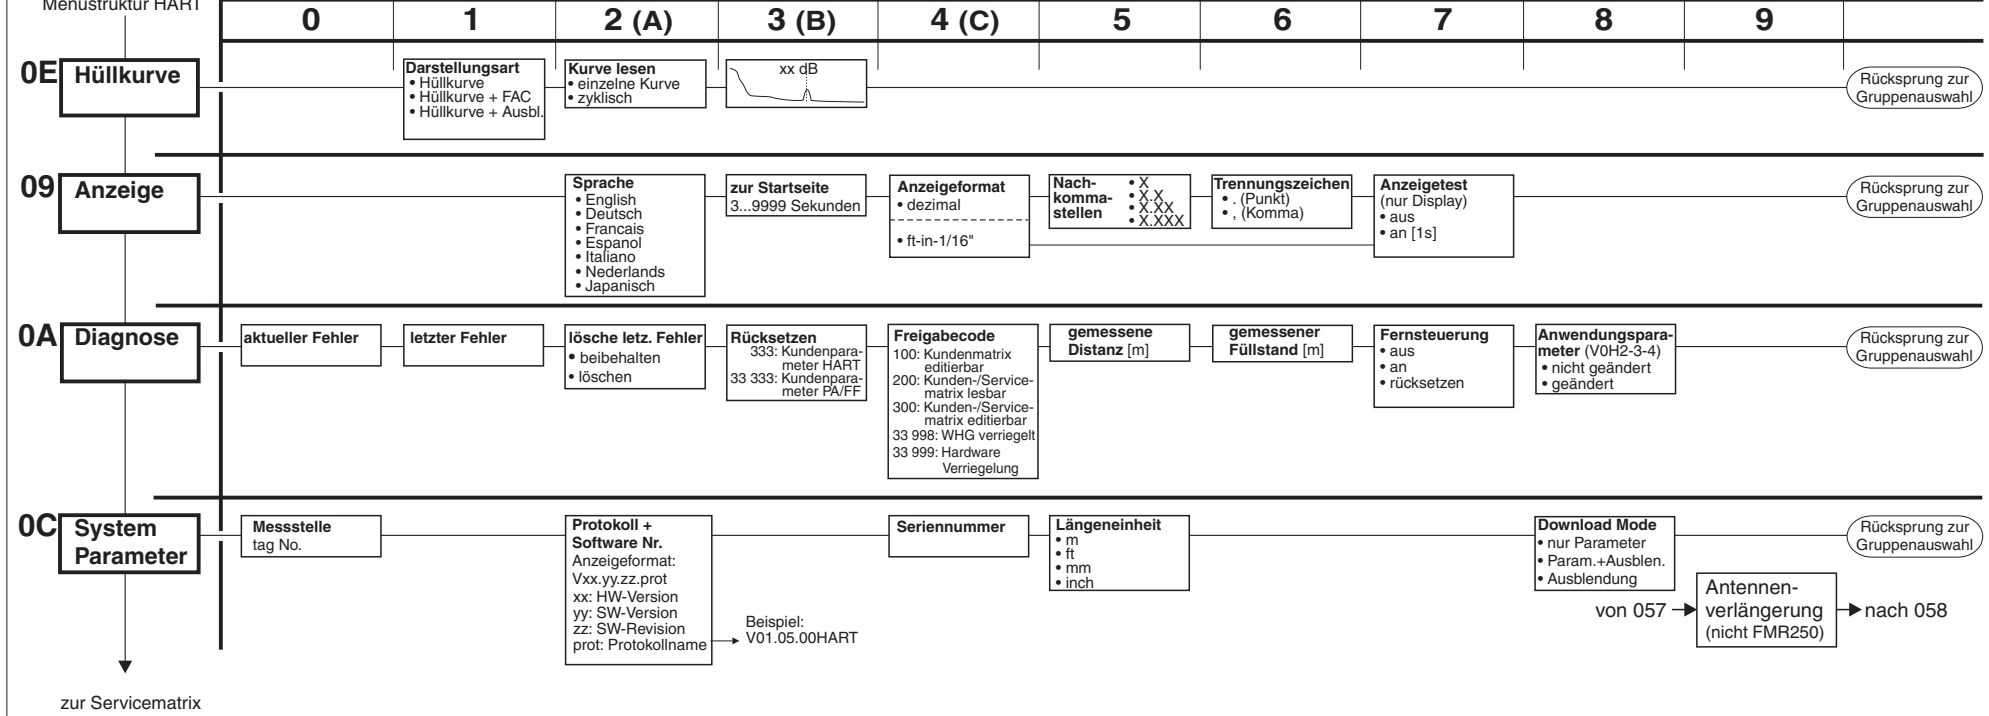 Menüstruktur HART
0 1 2 (A) 3 (B) 4 (C) 5 6 7 8 9
0E
Hüllkurve
Darstellungsart
• Hüllkurve
• Hüllkurve + FAC
• Hüllkurve + Ausbl.
Kurve lesen
• einzelne Kurve
• zyklisch
xx dB
Rücksprung zur
Gruppenauswahl
09
Anzeige
Sprache
• English
• Deutsch
• Francais
• Espanol
• Italiano
• Nederlands
• Japanisch
zur Startseite
3...9999 Sekunden
Anzeigeformat
• dezimal
• ft-in-1/16"
Nach-
komma-
stellen
• X
• X.X
• X.XX
• X.XXX
Trennungszeichen
• . (Punkt)
• , (Komma)
Anzeigetest
(nur Display)
• aus
• an [1s]
Rücksprung zur
Gruppenauswahl
0A
Diagnose
aktueller Fehler
letzter Fehler
lösche letz. Fehler
• beibehalten
• löschen
Rücksetzen
333: Kundenpara-
meter HART
33 333: Kundenpara-
meter PA/FF
Freigabecode
100: Kundenmatrix
editierbar
200: Kunden-/Service-
matrix lesbar
300: Kunden-/Service-
matrix editierbar
33 998: WHG verriegelt
33 999: Hardware
Verriegelung
gemessene
Distanz [m]
gemessener
Füllstand [m]
Fernsteuerung
• aus
• an
• rücksetzen
Anwendungspara-
meter (V0H2-3-4)
• nicht geändert
• geändert
Rücksprung zur
Gruppenauswahl
0C
System
Parameter
Messstelle
tag No.
Protokoll +
Software Nr.
Anzeigeformat:
Vxx.yy.zz.prot
xx: HW-Version
yy: SW-Version
zz: SW-Revision
prot: Protokollname
Beispiel:
V01.05.00HART
Seriennummer
Längeneinheit
• m
• ft
• mm
• inch
Download Mode
• nur Parameter
• Param.+Ausblen.
• Ausblendung
von 057
Antennen-
verlängerung
(nicht FMR250)
nach 058
Rücksprung zur
Gruppenauswahl
zur Servicematrix